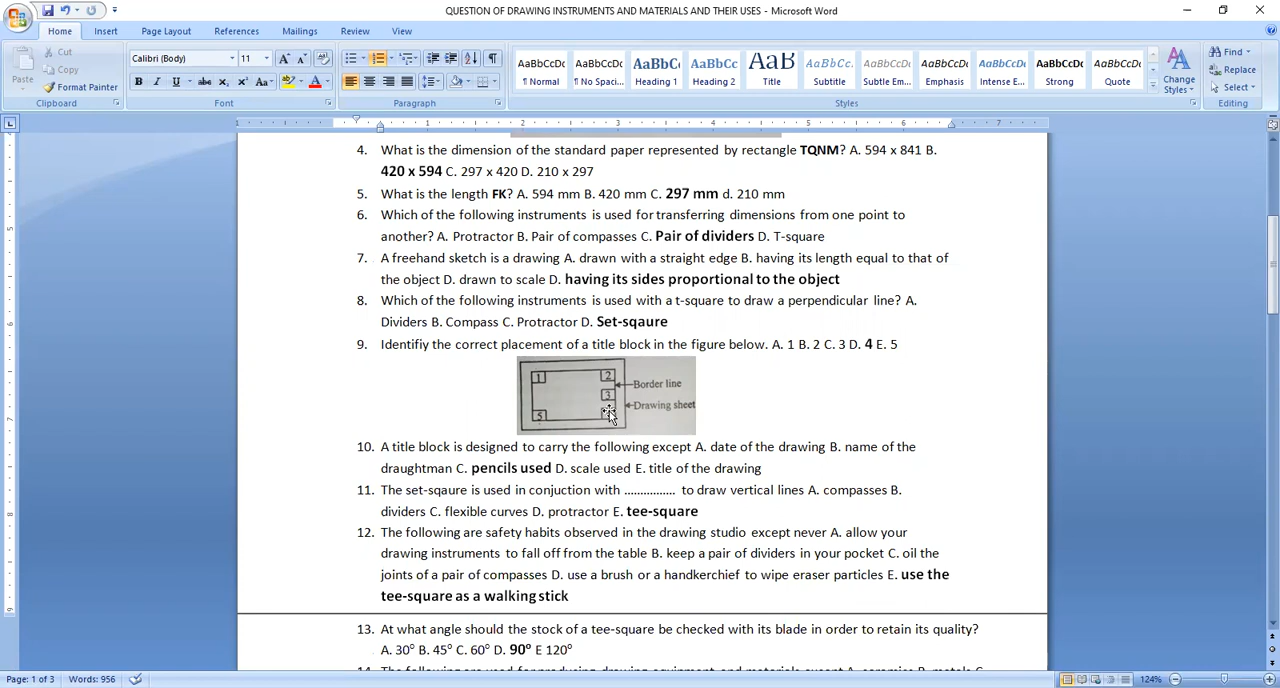 QUESTION OF DRAWING INSTRUMENTS AND MATERIALS AND THEIR USES - Microsoft Word
Home Insert Page Layout References Mailings Review View
Paste
Cut
Copy
Format Painter
Clipboard
Calibri (Body) 11
Font
Paragraph
AaBbCcDc AaBbCcDc AaBbC AaBbCc AaB AaBbCc. AaBbCcDc AaBbCcDc AaBbCcDc AaBbCcDc AaBbCcDc
¶ Normal ¶ No Spaci... Heading 1 Heading 2 Title Subtitle Subtle Em... Emphasis Intense E... Strong Quote
Styles
Change
Styles
Find
Replace
Select
Editing
4. What is the dimension of the standard paper represented by rectangle TQNM? A. 594 x 841 B.
420 x 594 C. 297 x 420 D. 210 x 297
5. What is the length FK? A. 594 mm B. 420 mm C. 297 mm d. 210 mm
6. Which of the following instruments is used for transferring dimensions from one point to
another? A. Protractor B. Pair of compasses C. Pair of dividers D. T-square
7. A freehand sketch is a drawing A. drawn with a straight edge B. having its length equal to that of
the object D. drawn to scale D. having its sides proportional to the object
8. Which of the following instruments is used with a t-square to draw a perpendicular line? A.
Dividers B. Compass C. Protractor D. Set-sqaure
9. Identifiy the correct placement of a title block in the figure below. A. 1 B. 2 C. 3 D. 4 E. 5
1 2
Border line
3
Drawing sheet
5
10. A title block is designed to carry the following except A. date of the drawing B. name of the
draughtman C. pencils used D. scale used E. title of the drawing
11. The set-sqaure is used in conjuction with ................ to draw vertical lines A. compasses B.
dividers C. flexible curves D. protractor E. tee-square
12. The following are safety habits observed in the drawing studio except never A. allow your
drawing instruments to fall off from the table B. keep a pair of dividers in your pocket C. oil the
joints of a pair of compasses D. use a brush or a handkerchief to wipe eraser particles E. use the
tee-square as a walking stick
13. At what angle should the stock of a tee-square be checked with its blade in order to retain its quality?
A. 30° B. 45° C. 60° D. 90° E 120°
Page: 1 of 3 Words: 956 124%